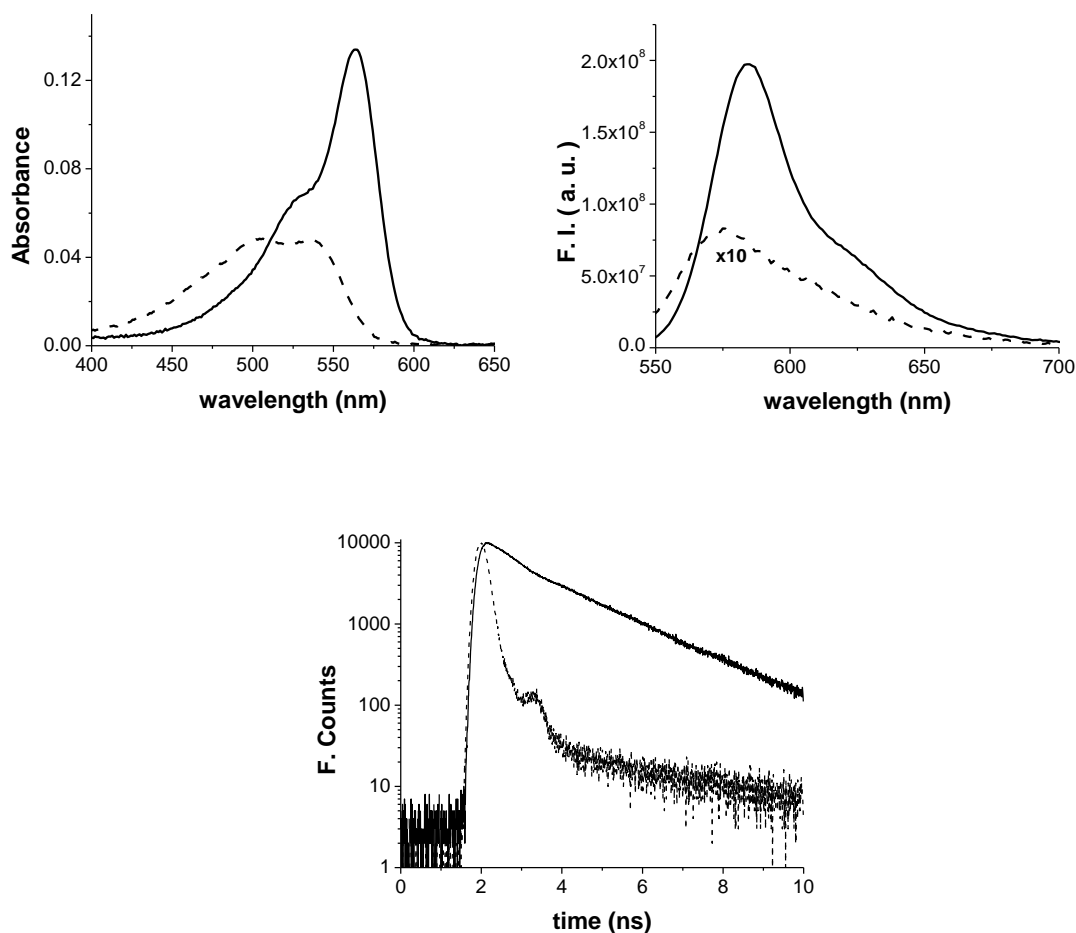 0.12
0.08
0.04
0.00
400 450 500 550 600 650
Absorbance
wavelength (nm)
2.0x10⁸
1.5x10⁸
1.0x10⁸
5.0x10⁷
0.0
550 600 650 700
F. I. ( a. u. )
x10
wavelength (nm)
10000
1000
100
10
1
0 2 4 6 8 10
F. Counts
time (ns)